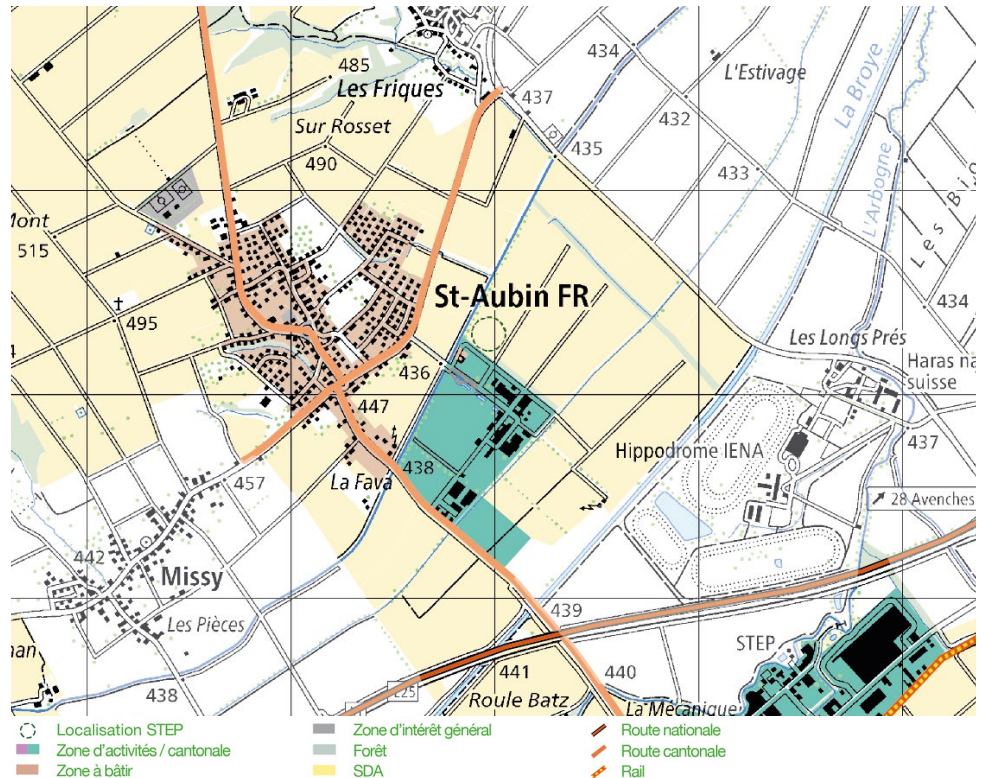 434
485
L'Estivage
Les Friques
437
432
La Broye
Sur Rosset
435
490
433
L'Arbogne
Mont
515
St-Aubin FR
434
495
Les Longs Prés
Haras na
suisse
436
447
437
Hippodrome IENA
438
La Fava
457
28 Avenches
442
Missy
439
Les Pièces
STEP
441
440
438
Roule Batz
La Mécanique
Localisation STEP
Zone d'intérêt général
Route nationale
Zone d'activités / cantonale
Forêt
Route cantonale
Zone à bâtir
SDA
Rail